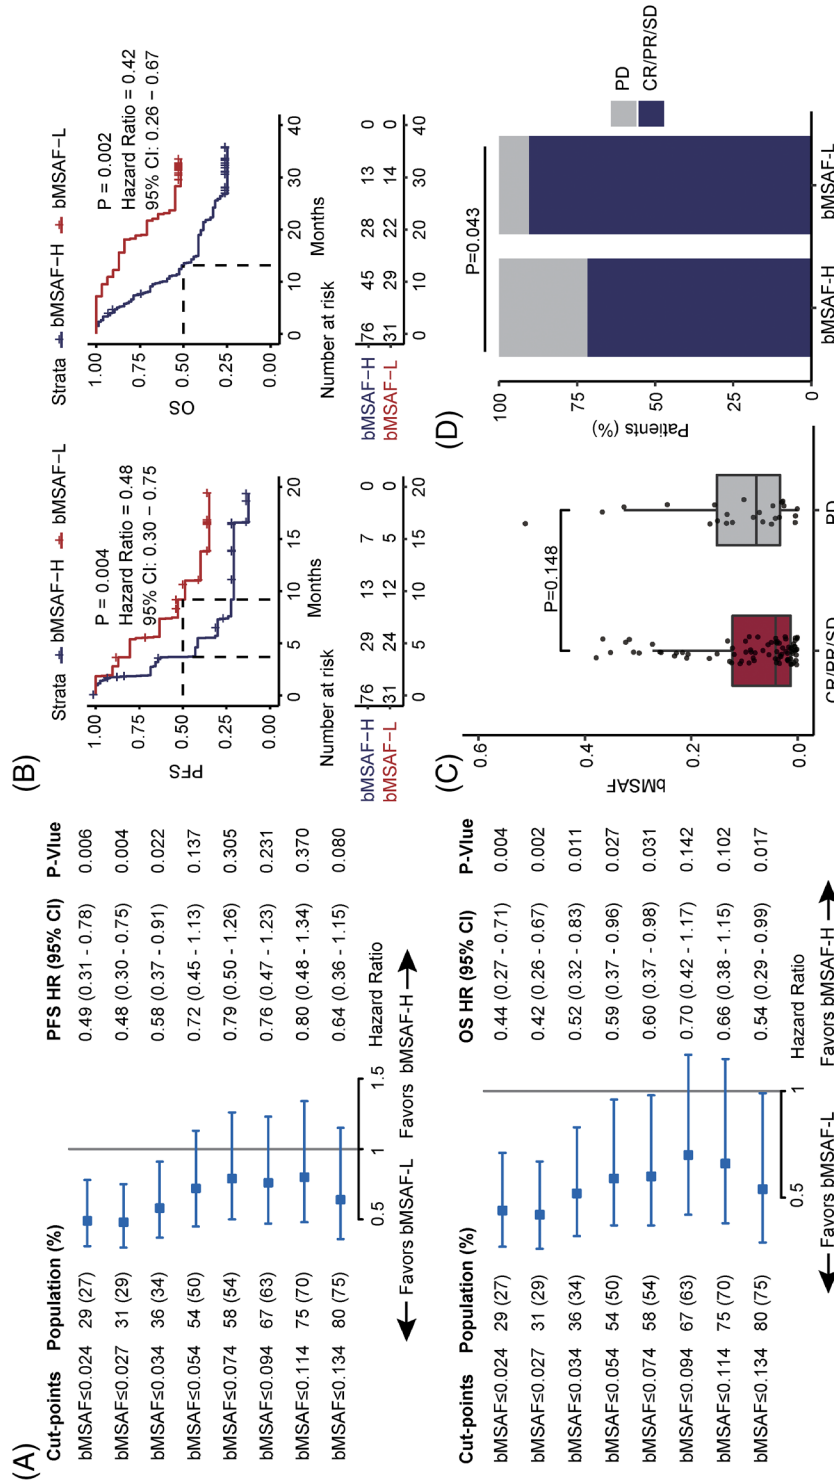 (A)
Cut-points Population (%) PFS HR (95% CI) P-Vlue
bMSAF≤0.024 29 (27) 0.49 (0.31 - 0.78) 0.006
bMSAF≤0.027 31 (29) 0.48 (0.30 - 0.75) 0.004
bMSAF≤0.034 36 (34) 0.58 (0.37 - 0.91) 0.022
bMSAF≤0.054 54 (50) 0.72 (0.45 - 1.13) 0.137
bMSAF≤0.074 58 (54) 0.79 (0.50 - 1.26) 0.305
bMSAF≤0.094 67 (63) 0.76 (0.47 - 1.23) 0.231
bMSAF≤0.114 75 (70) 0.80 (0.48 - 1.34) 0.370
bMSAF≤0.134 80 (75) 0.64 (0.36 - 1.15) 0.080
0.5 1 1.5 Hazard Ratio
Favors bMSAF-L Favors bMSAF-H
Cut-points Population (%) OS HR (95% CI) P-Vlue
bMSAF≤0.024 29 (27) 0.44 (0.27 - 0.71) 0.004
bMSAF≤0.027 31 (29) 0.42 (0.26 - 0.67) 0.002
bMSAF≤0.034 36 (34) 0.52 (0.32 - 0.83) 0.011
bMSAF≤0.054 54 (50) 0.59 (0.37 - 0.96) 0.027
bMSAF≤0.074 58 (54) 0.60 (0.37 - 0.98) 0.031
bMSAF≤0.094 67 (63) 0.70 (0.42 - 1.17) 0.142
bMSAF≤0.114 75 (70) 0.66 (0.38 - 1.15) 0.102
bMSAF≤0.134 80 (75) 0.54 (0.29 - 0.99) 0.017
0.5 1 Hazard Ratio
Favors bMSAF-L Favors bMSAF-H
(B)
Strata bMSAF−H bMSAF−L
P = 0.004
Hazard Ratio = 0.48
95% CI: 0.30 − 0.75
PFS
1.00
0.75
0.50
0.25
0.00
0 5 10 15 20
Months
Number at risk
bMSAF−H 76 29 13 7 0
bMSAF−L 31 24 12 5 0
0 5 10 15 20
Strata bMSAF−H bMSAF−L
P = 0.002
Hazard Ratio = 0.42
95% CI: 0.26 − 0.67
OS
1.00
0.75
0.50
0.25
0.00
0 10 20 30 40
Months
Number at risk
bMSAF−H 76 45 28 13 0
bMSAF−L 31 29 22 14 0
0 10 20 30 40
(C)
bMSAF
0.6
0.4
0.2
0.0
P=0.148
CR/PR/SD PD
(D)
Patients (%)
100
75
50
25
0
P=0.043
bMSAF-H bMSAF-L
PD
CR/PR/SD